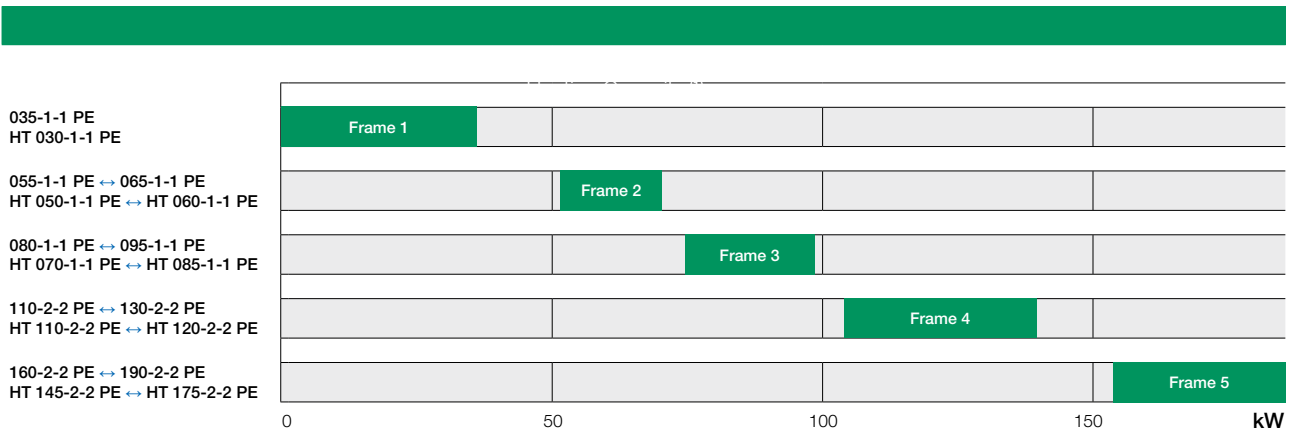 035-1-1 PE
HT 030-1-1 PE
Frame 1
055-1-1 PE ↔ 065-1-1 PE
HT 050-1-1 PE ↔ HT 060-1-1 PE
Frame 2
080-1-1 PE ↔ 095-1-1 PE
HT 070-1-1 PE ↔ HT 085-1-1 PE
Frame 3
110-2-2 PE ↔ 130-2-2 PE
HT 110-2-2 PE ↔ HT 120-2-2 PE
Frame 4
160-2-2 PE ↔ 190-2-2 PE
HT 145-2-2 PE ↔ HT 175-2-2 PE
Frame 5
0 50 100 150 kW